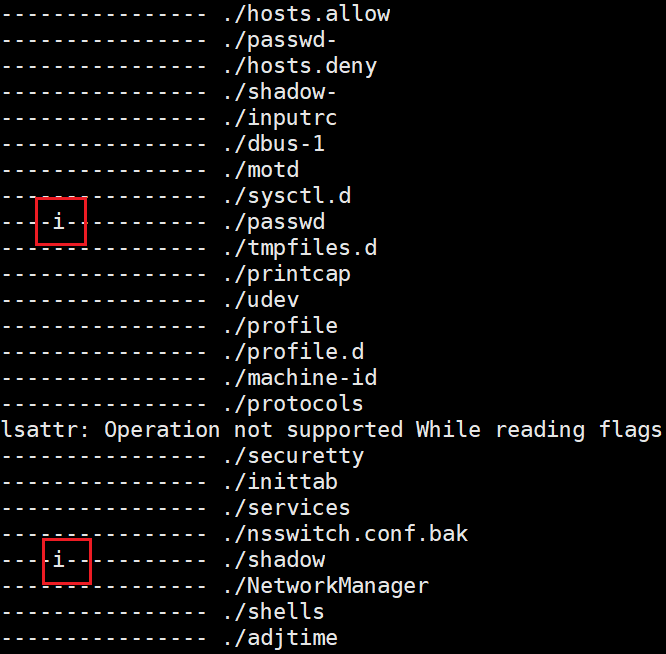 ---------------- ./hosts.allow
---------------- ./passwd-
---------------- ./hosts.deny
---------------- ./shadow-
---------------- ./inputrc
---------------- ./dbus-1
---------------- ./motd
---------------- ./sysctl.d
----i----------- ./passwd
---------------- ./tmpfiles.d
---------------- ./printcap
---------------- ./udev
---------------- ./profile
---------------- ./profile.d
---------------- ./machine-id
---------------- ./protocols
lsattr: Operation not supported While reading flags
---------------- ./securetty
---------------- ./inittab
---------------- ./services
---------------- ./nsswitch.conf.bak
----i----------- ./shadow
---------------- ./NetworkManager
---------------- ./shells
---------------- ./adjtime